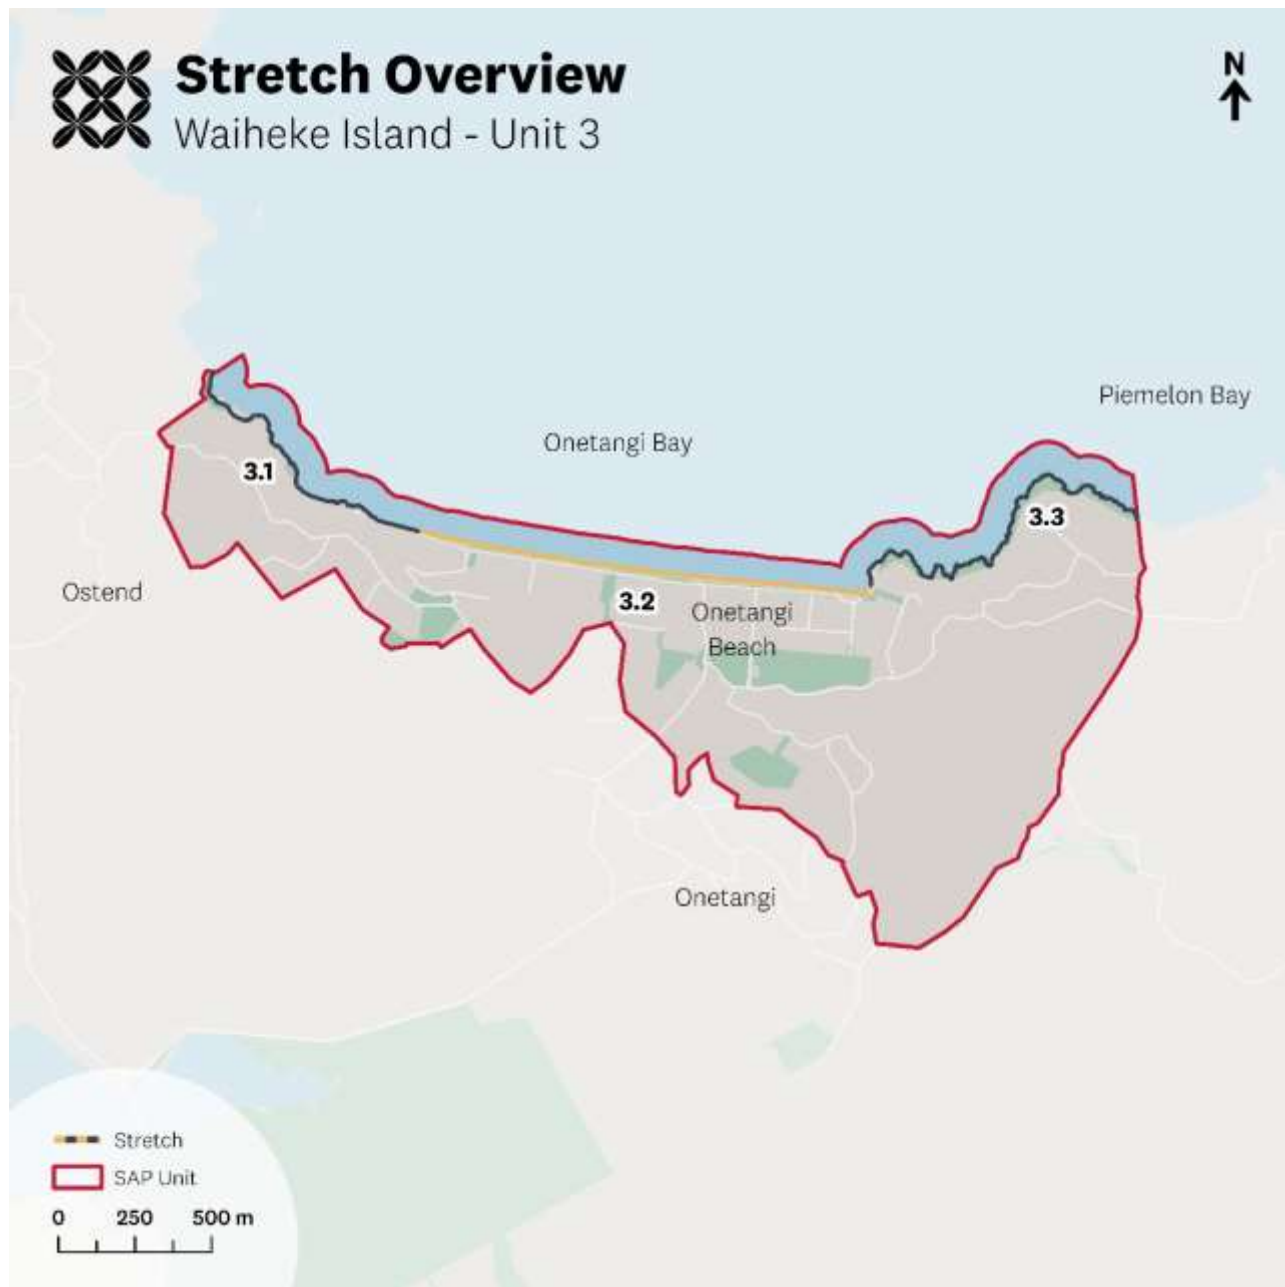 Stretch Overview
Waiheke Island - Unit 3
N
Piemelon Bay
Onetangi Bay
3.1
3.3
Ostend
3.2
Onetangi
Beach
Onetangi
Stretch
SAP Unit
0 250 500 m